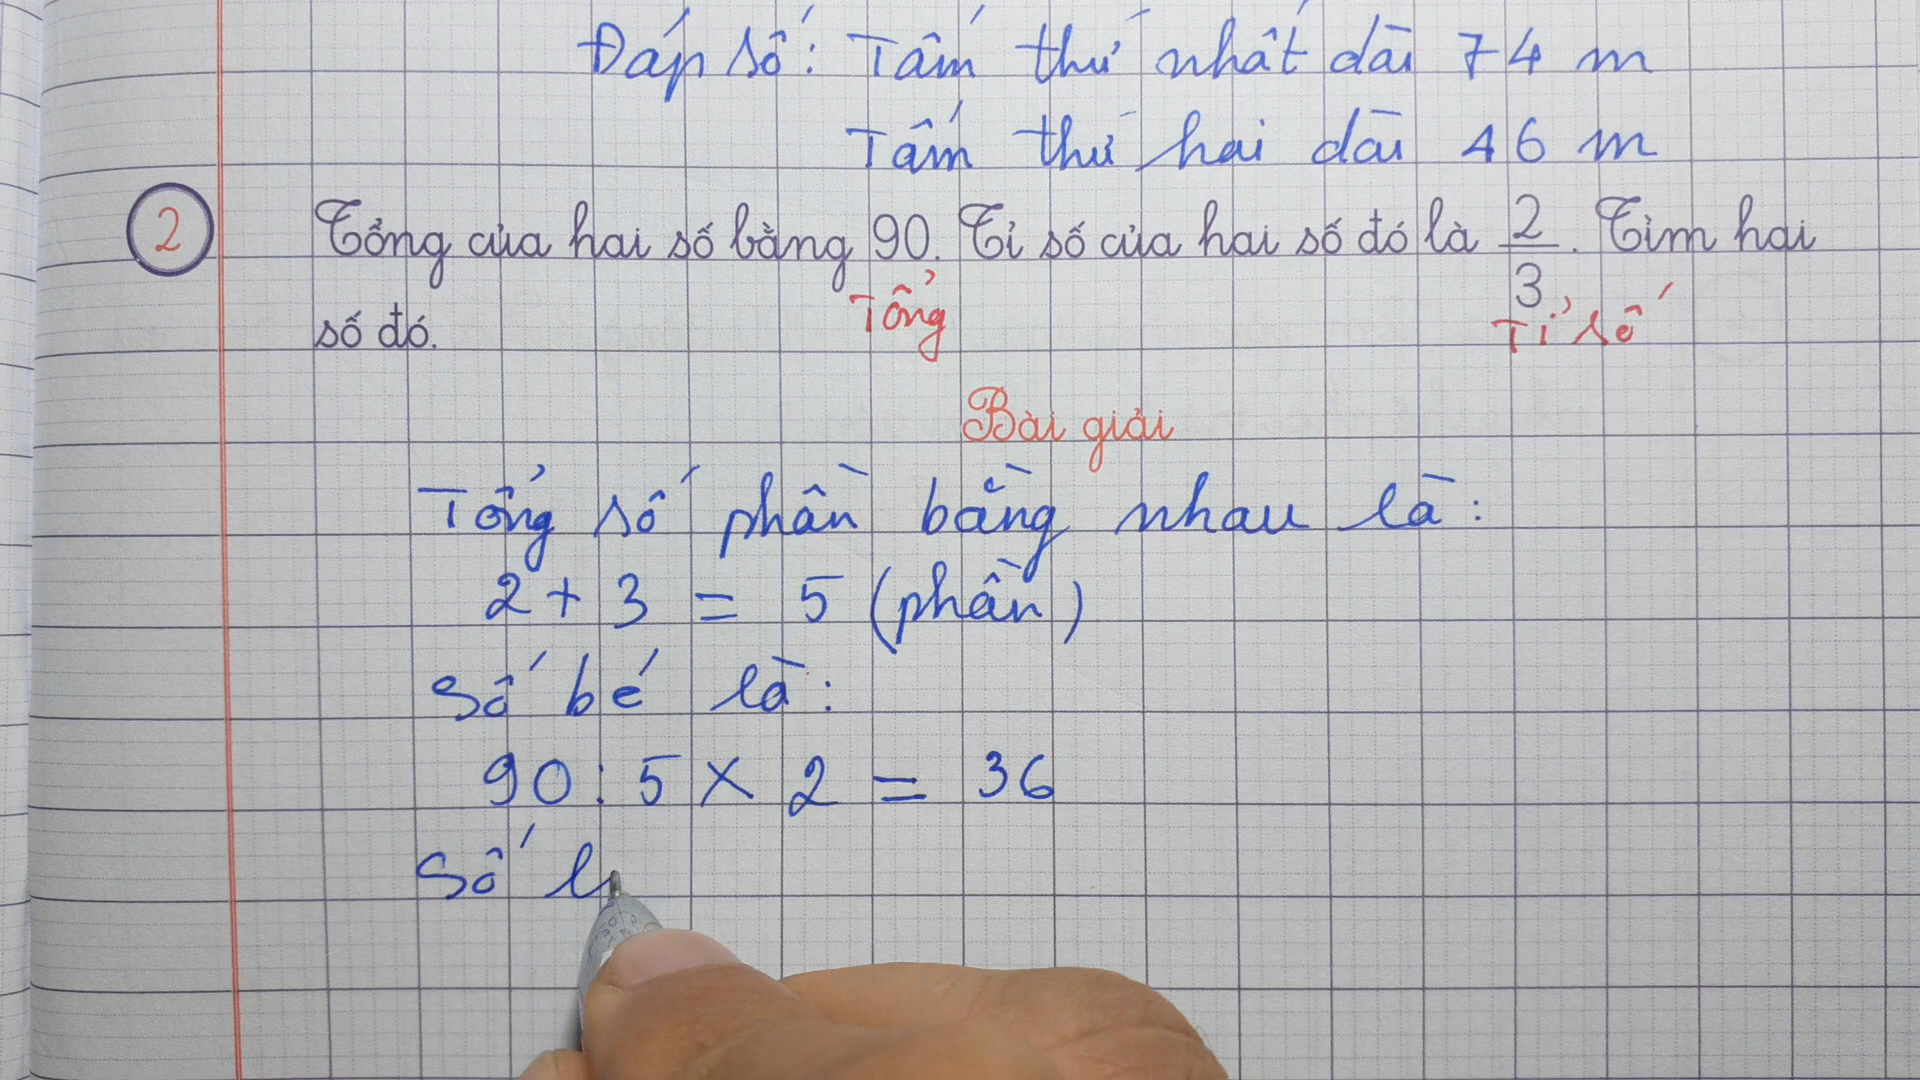 Đáp số: Tấm thứ nhất dài 74 m
Tấm thứ hai dài 46 m
2 Tổng của hai số bằng 90. Tỉ số của hai số đó là 2/3. Tìm hai
số đó.
Tổng Tỉ số
Bài giải
Tổng số phần bằng nhau là:
2 + 3 = 5 (phần)
Số bé là:
90 : 5 × 2 = 36
Số l